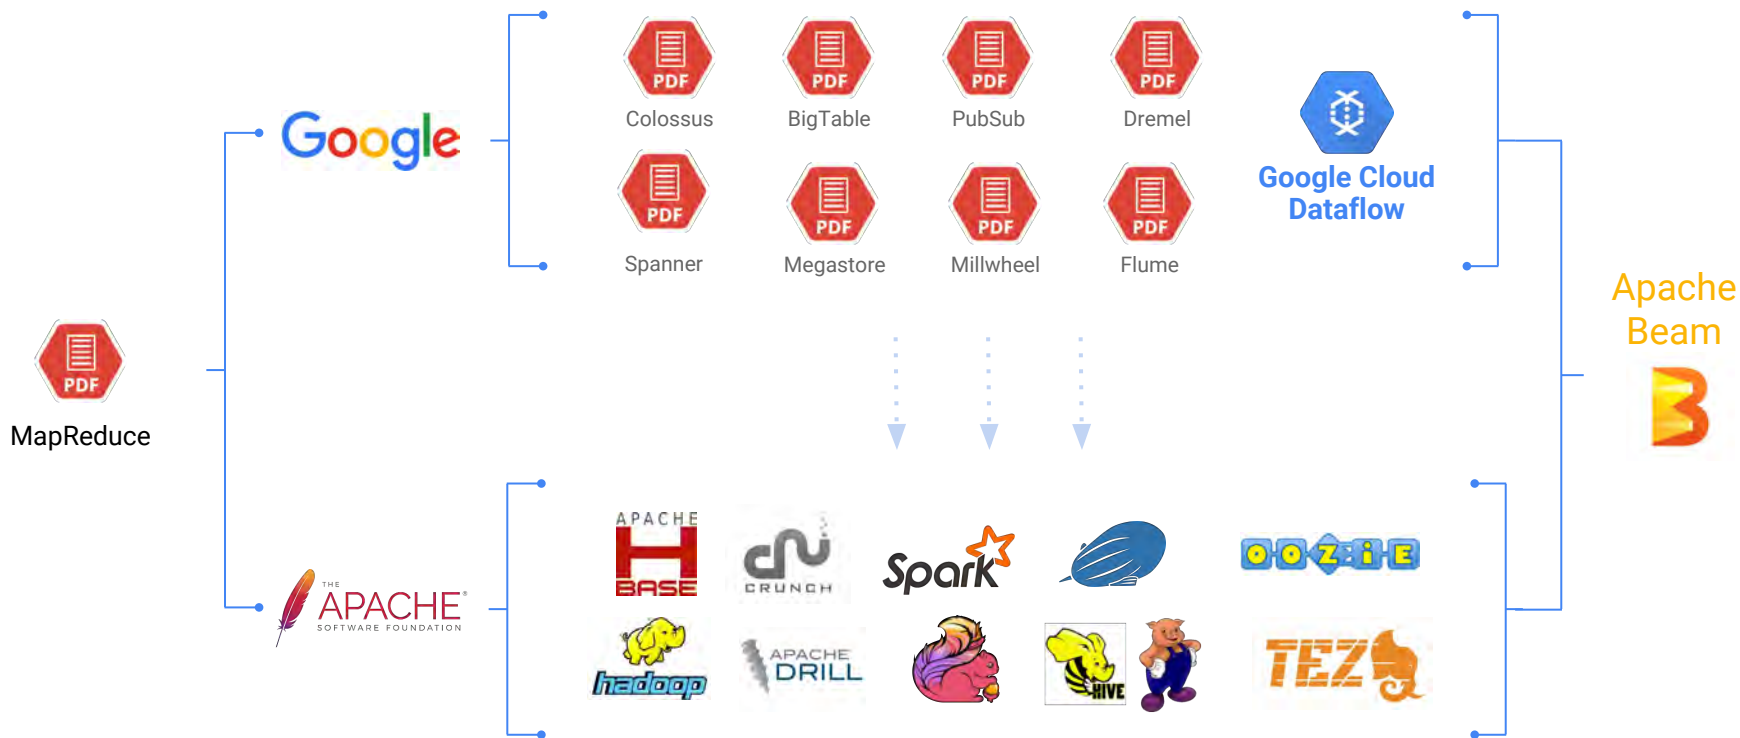 PDF
Colossus
PDF
BigTable
PDF
PubSub
PDF
Dremel
Google
PDF
Spanner
PDF
Megastore
PDF
Millwheel
PDF
Flume
Google Cloud
Dataflow
Apache
Beam
PDF
MapReduce
THE
APACHE®
SOFTWARE FOUNDATION
APACHE
H
BASE
CRUNCH
Spark
OOZiE
hadoop
APACHE
DRILL
HIVE
TEZ